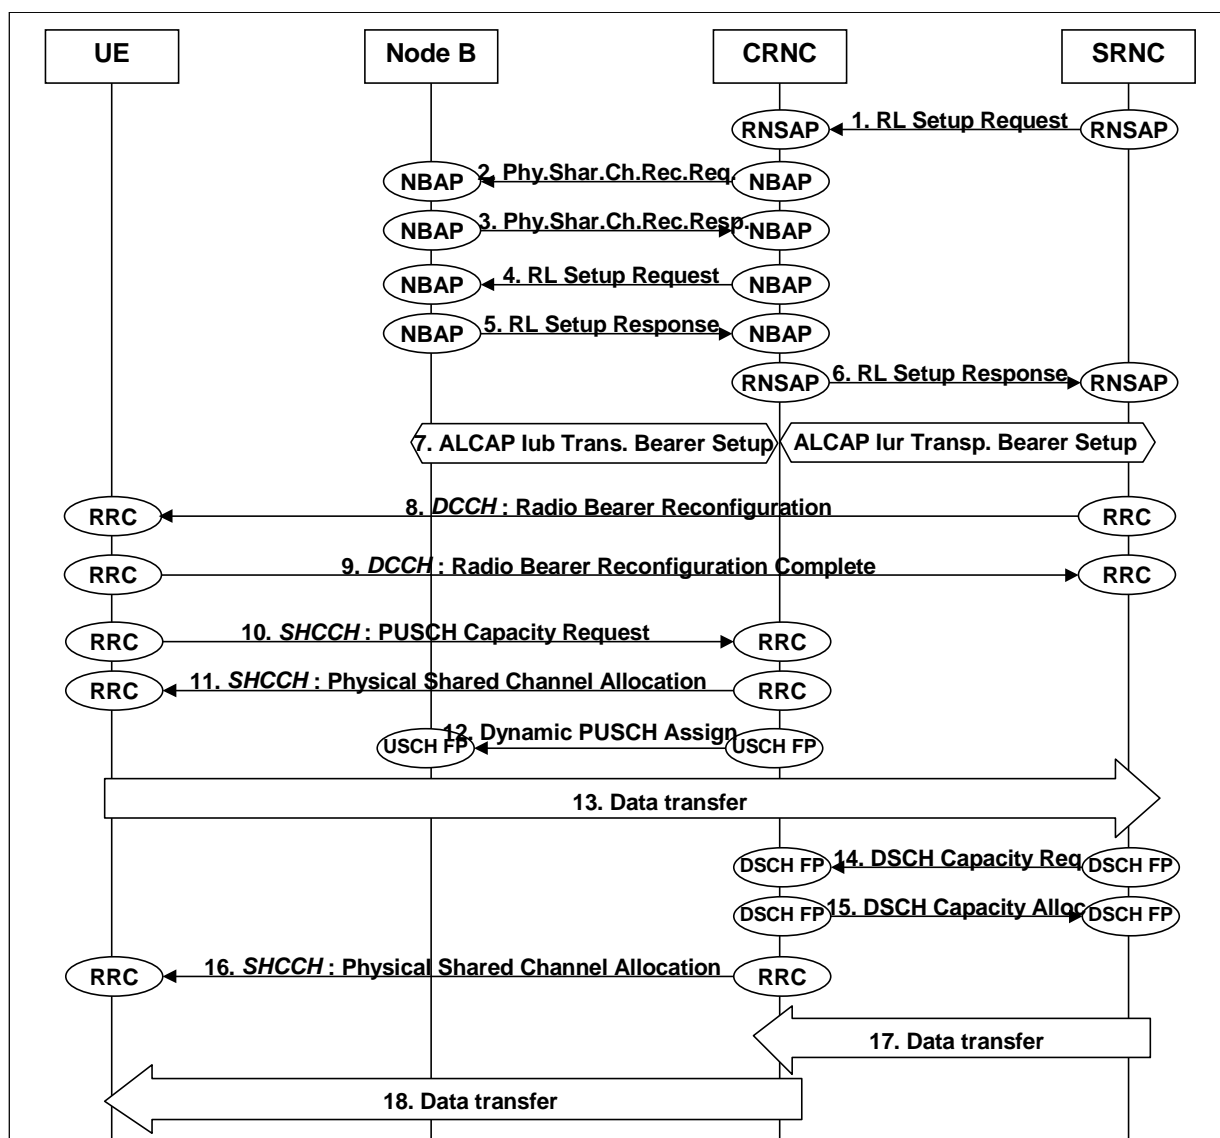 UE Node B CRNC SRNC
RNSAP 1. RL Setup Request RNSAP
NBAP 2. Phy.Shar.Ch.Rec.Req. NBAP
NBAP 3. Phy.Shar.Ch.Rec.Resp. NBAP
NBAP 4. RL Setup Request NBAP
NBAP 5. RL Setup Response NBAP
RNSAP 6. RL Setup Response RNSAP
7. ALCAP Iub Trans. Bearer Setup ALCAP Iur Transp. Bearer Setup
RRC 8. DCCH : Radio Bearer Reconfiguration RRC
RRC 9. DCCH : Radio Bearer Reconfiguration Complete RRC
RRC 10. SHCCH : PUSCH Capacity Request RRC
RRC 11. SHCCH : Physical Shared Channel Allocation RRC
USCH FP 12. Dynamic PUSCH Assign USCH FP
13. Data transfer
DSCH FP 14. DSCH Capacity Req DSCH FP
DSCH FP 15. DSCH Capacity Alloc DSCH FP
RRC 16. SHCCH : Physical Shared Channel Allocation RRC
17. Data transfer
18. Data transfer